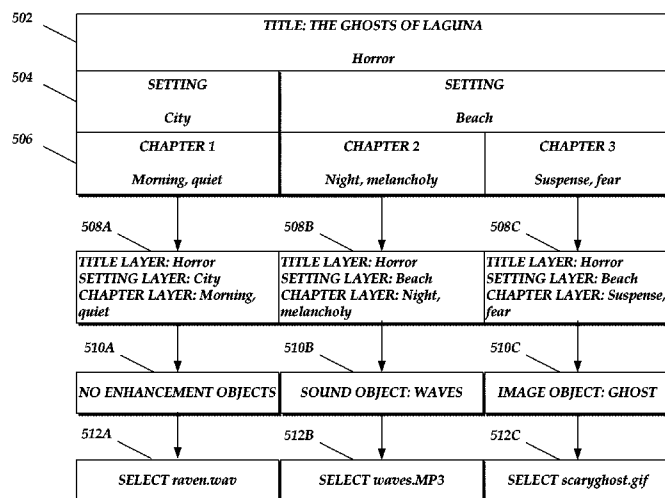 502
TITLE: THE GHOSTS OF LAGUNA
Horror
504
SETTING
City
SETTING
Beach
506
CHAPTER 1
Morning, quiet
CHAPTER 2
Night, melancholy
CHAPTER 3
Suspense, fear
508A
508B
508C
TITLE LAYER: Horror
SETTING LAYER: City
CHAPTER LAYER: Morning,
quiet
TITLE LAYER: Horror
SETTING LAYER: Beach
CHAPTER LAYER: Night,
melancholy
TITLE LAYER: Horror
SETTING LAYER: Beach
CHAPTER LAYER: Suspense,
fear
510A
510B
510C
NO ENHANCEMENT OBJECTS
SOUND OBJECT: WAVES
IMAGE OBJECT: GHOST
512A
512B
512C
SELECT raven.wav
SELECT waves.MP3
SELECT scaryghost.gif